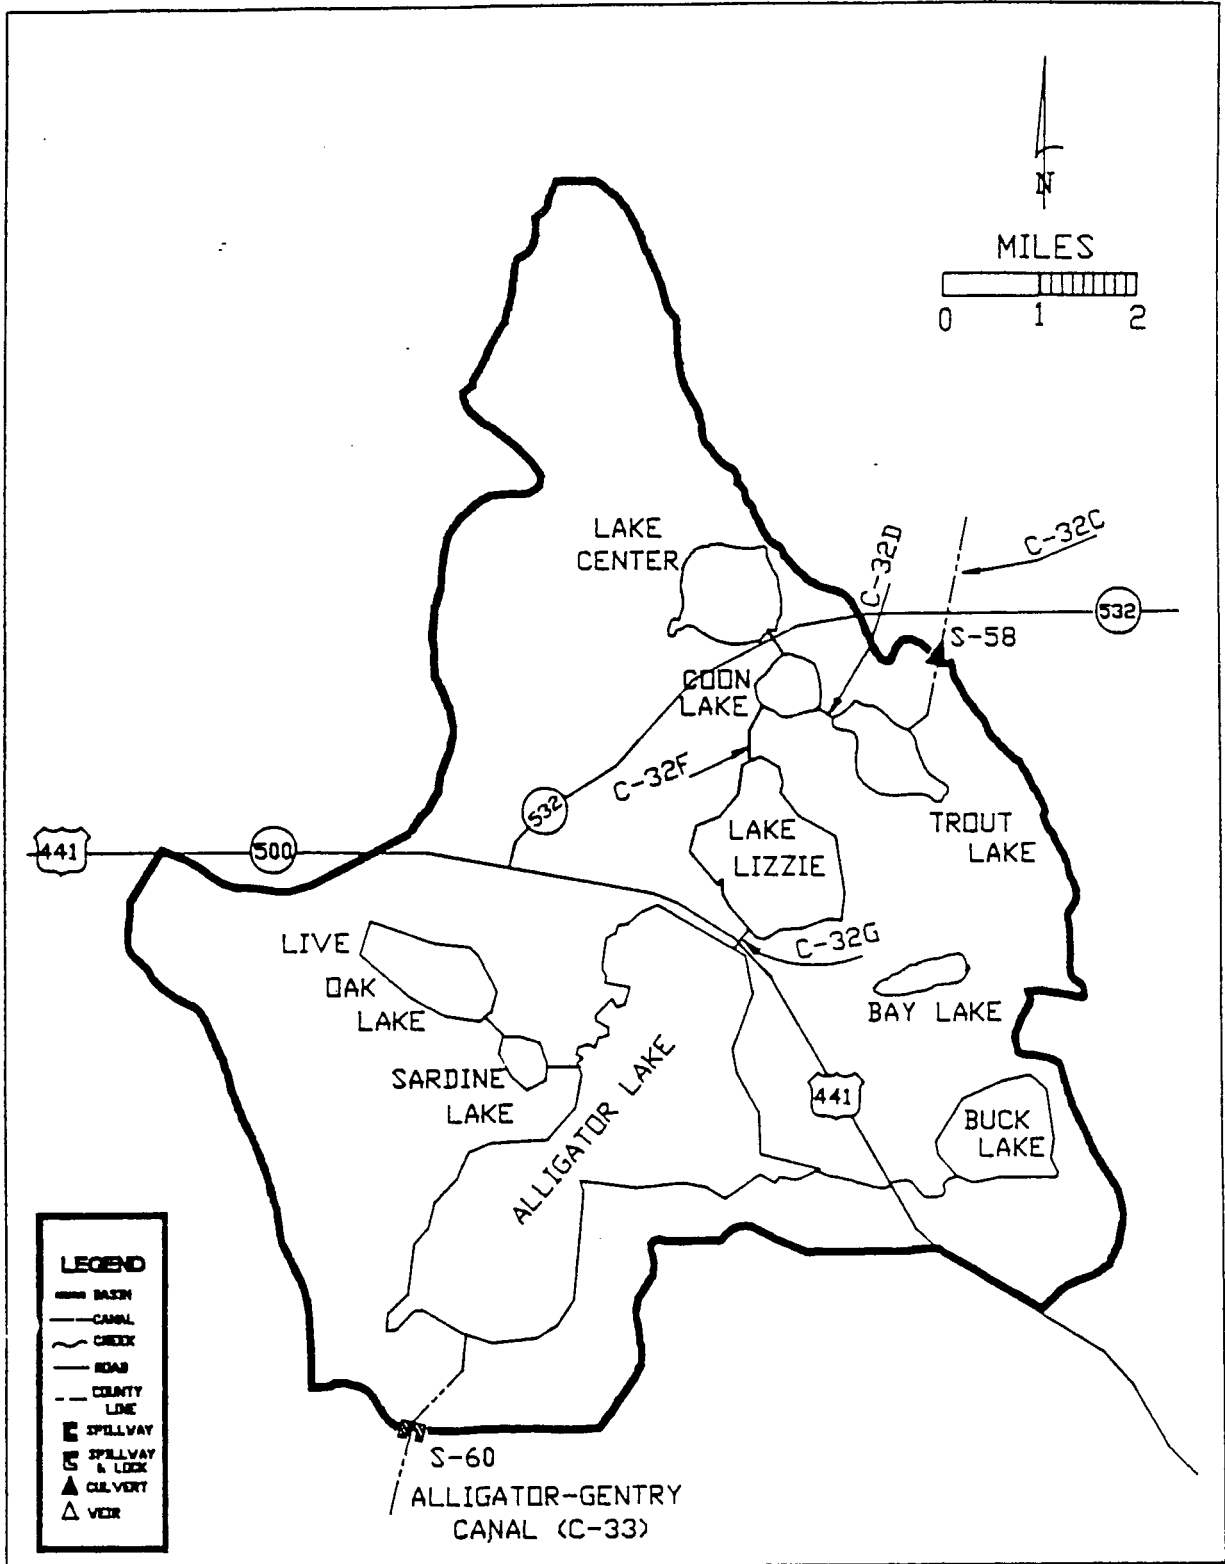 N
MILES
0 1 2
LAKE
CENTER
C-32D
C-32C
532
S-58
COON
LAKE
C-32F
532
TROUT
LAKE
LAKE
LIZZIE
441
500
LIVE
OAK
LAKE
C-32G
BAY LAKE
SARDINE
LAKE
ALLIGATOR LAKE
441
BUCK
LAKE
LEGEND
BASIN
CANAL
CREEK
ROAD
COUNTY
LINE
SPILLWAY
SPILLWAY
& LOCK
CULVERT
WEIR
S-60
ALLIGATOR-GENTRY
CANAL (C-33)